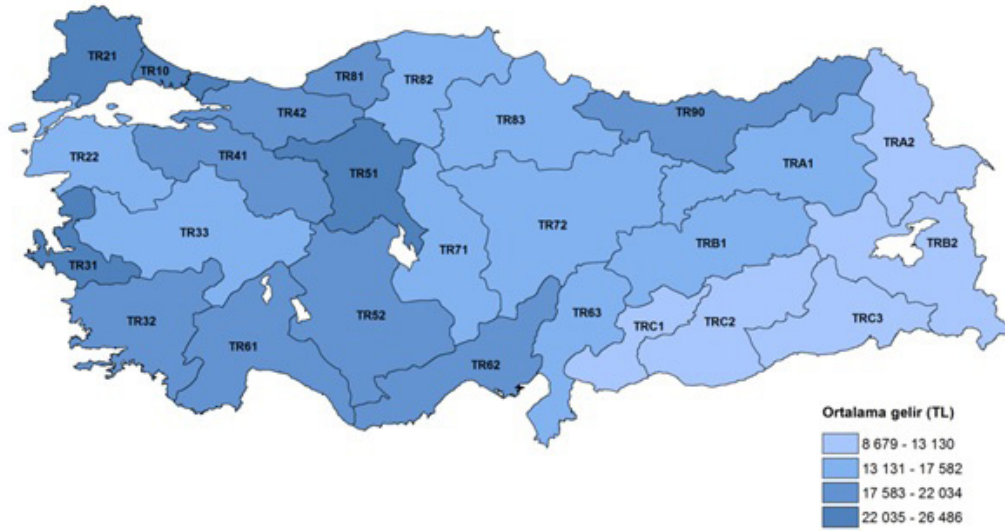 TR21
TR10
TR81
TR82
TR42
TR83
TR90
TRA2
TR22
TR41
TR51
TRA1
TR33
TR71
TR72
TRB1
TRB2
TR31
TR32
TR61
TR52
TR62
TR63
TRC1
TRC2
TRC3
Ortalama gelir (TL)
8 679 - 13 130
13 131 - 17 582
17 583 - 22 034
22 035 - 26 486